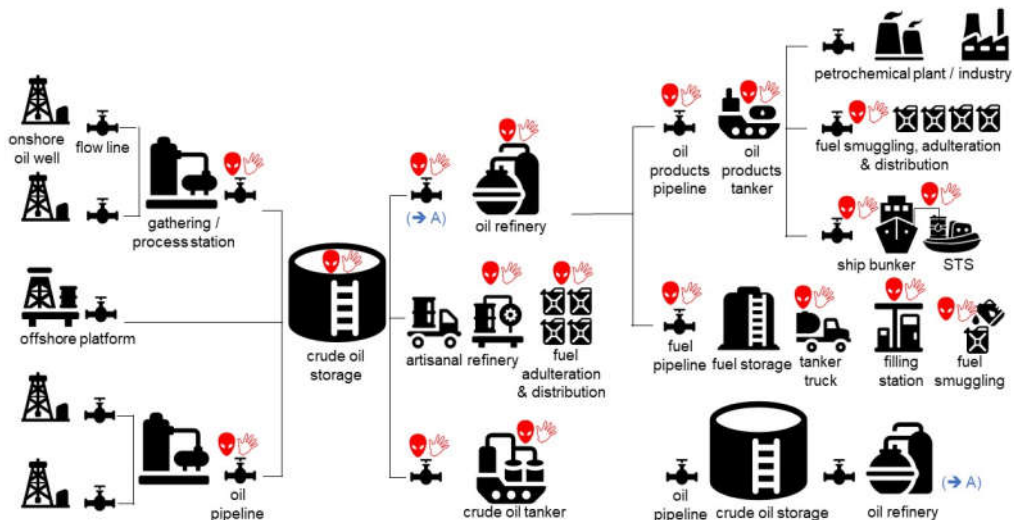 onshore
oil well
flow line
gathering /
process station
offshore platform
oil
pipeline
crude oil
storage
(➔ A)
oil refinery
artisanal refinery
fuel
adulteration
& distribution
crude oil tanker
oil
products
pipeline
oil
products
tanker
petrochemical plant / industry
fuel smuggling, adulteration
& distribution
ship bunker
STS
fuel
pipeline
fuel storage
tanker
truck
filling
station
fuel
smuggling
oil
pipeline
crude oil storage
oil refinery
(➔ A)